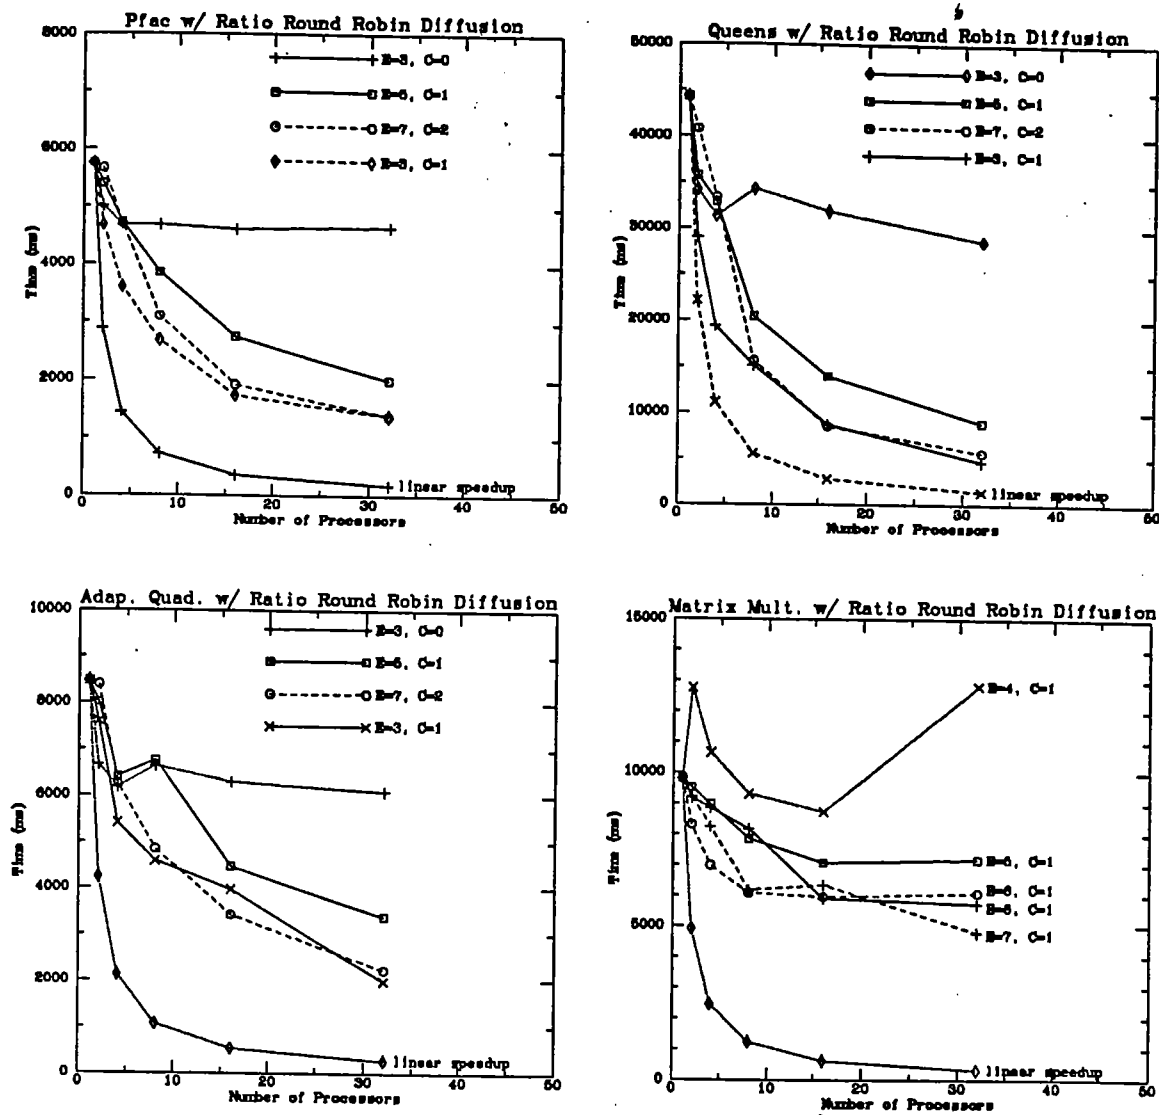 Pfac w/ Ratio Round Robin Diffusion
8000
6000
4000
2000
0
Time (ms)
E=3, C=0
E=5, C=1
E=7, C=2
E=3, C=1
linear speedup
0 10 20 30 40 50
Number of Processors
Queens w/ Ratio Round Robin Diffusion
50000
40000
30000
20000
10000
0
Time (ms)
E=3, C=0
E=5, C=1
E=7, C=2
E=3, C=1
linear speedup
0 10 20 30 40 50
Number of Processors
Adap. Quad. w/ Ratio Round Robin Diffusion
10000
8000
6000
4000
2000
0
Time (ms)
E=3, C=0
E=5, C=1
E=7, C=2
E=3, C=1
linear speedup
0 10 20 30 40 50
Number of Processors
Matrix Mult. w/ Ratio Round Robin Diffusion
15000
10000
5000
0
Time (ms)
E=4, C=1
C=1
C=1
C=1
E=7, C=1
linear speedup
0 10 20 30 40 50
Number of Processors